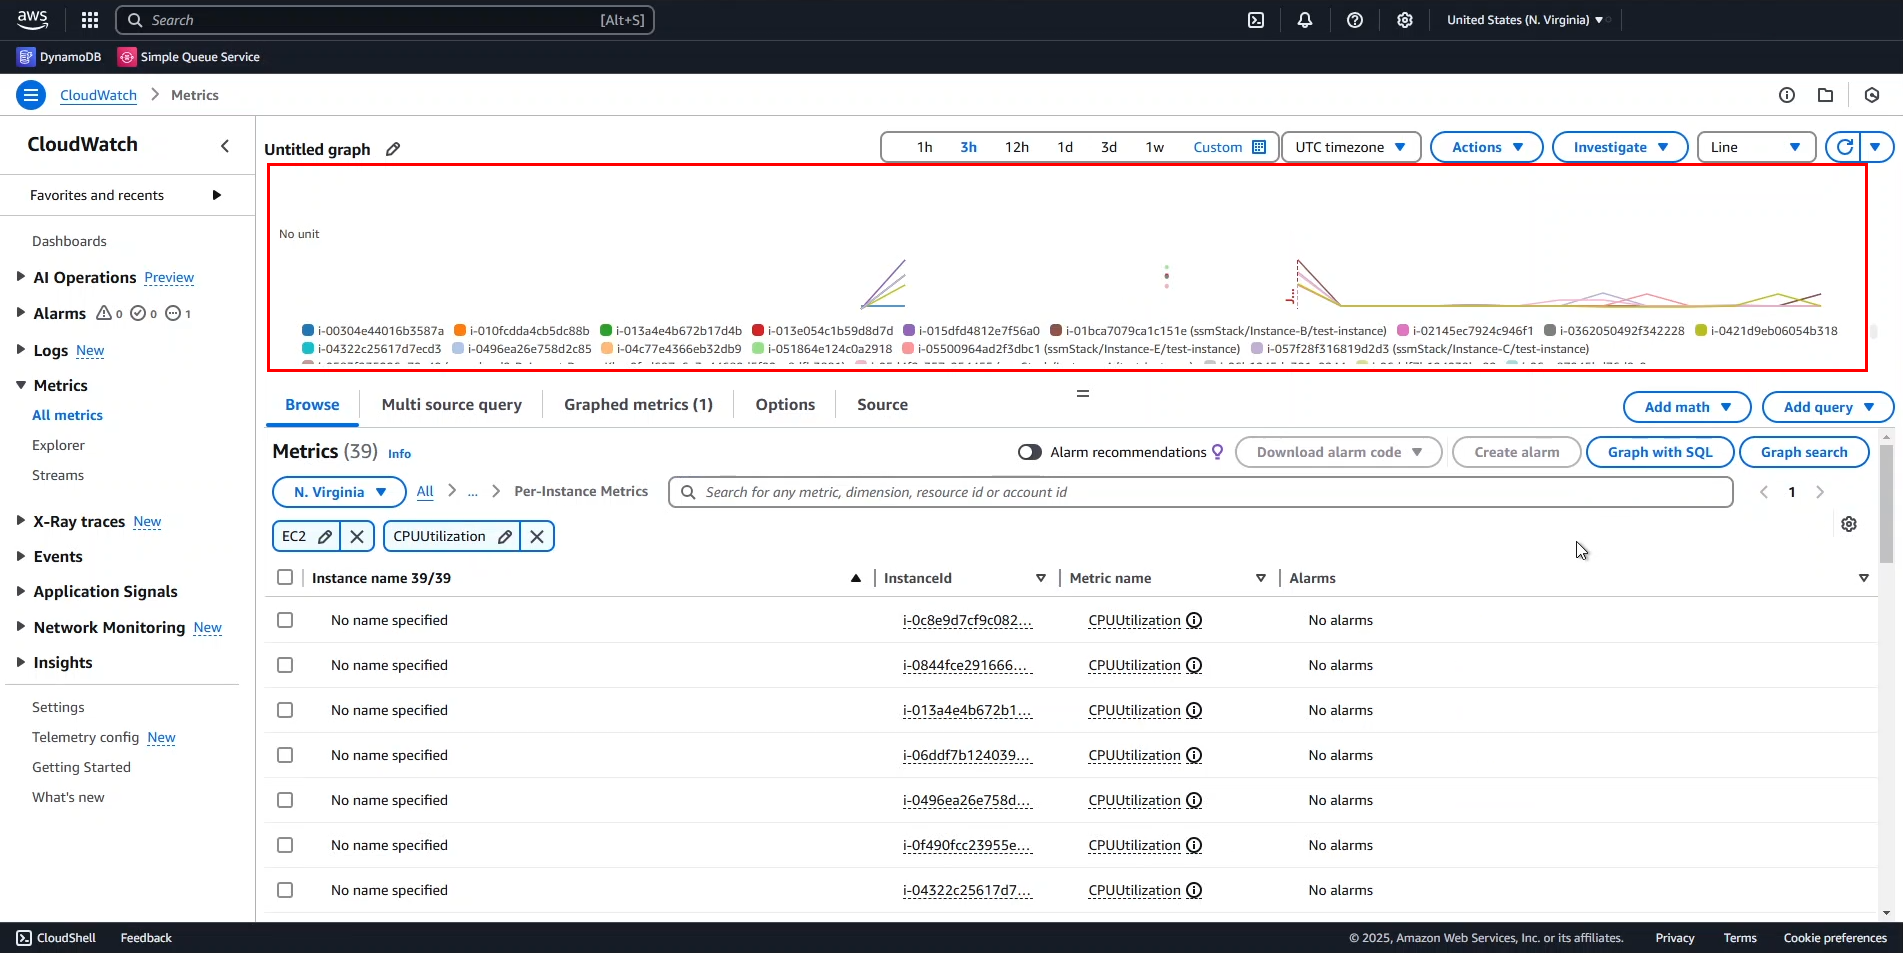 aws Search [Alt+S] United States (N. Virginia)
DynamoDB Simple Queue Service
CloudWatch Metrics
CloudWatch
Favorites and recents
Dashboards
AI Operations Preview
Alarms 0 0 1
Logs New
Metrics
All metrics
Explorer
Streams
X-Ray traces New
Events
Application Signals
Network Monitoring New
Insights
Settings
Telemetry config New
Getting Started
What's new
Untitled graph 1h 3h 12h 1d 3d 1w Custom UTC timezone Actions Investigate Line
No unit
i-00304e44016b3587a i-010fcdda4cb5dc88b i-013a4e4b672b17d4b i-013e054c1b59d8d7d i-015dfd4812e7f56a0 i-01bca7079ca1c151e (ssmStack/Instance-B/test-instance) i-02145ec7924c946f1 i-0362050492f342228 i-0421d9eb06054b318
i-04322c25617d7ecd3 i-0496ea26e758d2c85 i-04c77e4366eb32db9 i-051864e124c0a2918 i-05500964ad2f3dbc1 (ssmStack/Instance-E/test-instance) i-057f28f316819d2d3 (ssmStack/Instance-C/test-instance)
Browse Multi source query Graphed metrics (1) Options Source Add math Add query
Metrics (39) Info Alarm recommendations Download alarm code Create alarm Graph with SQL Graph search
N. Virginia All ... Per-Instance Metrics Search for any metric, dimension, resource id or account id 1
EC2 CPUUtilization
Instance name 39/39 InstanceId Metric name Alarms
No name specified i-0c8e9d7cf9c082... CPUUtilization No alarms
No name specified i-0844fce291666... CPUUtilization No alarms
No name specified i-013a4e4b672b1... CPUUtilization No alarms
No name specified i-06ddf7b124039... CPUUtilization No alarms
No name specified i-0496ea26e758d... CPUUtilization No alarms
No name specified i-0f490fcc23955e... CPUUtilization No alarms
No name specified i-04322c25617d7... CPUUtilization No alarms
CloudShell Feedback © 2025, Amazon Web Services, Inc. or its affiliates. Privacy Terms Cookie preferences